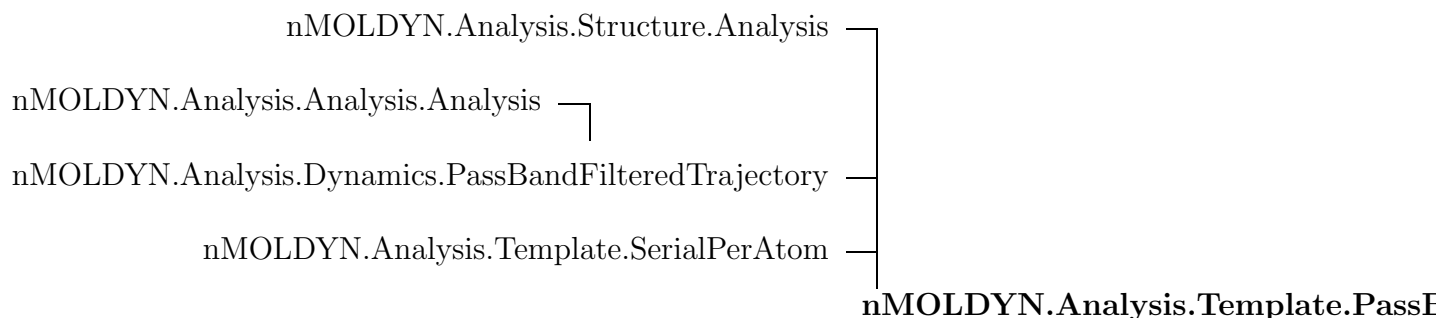 nMOLDYN.Analysis.Structure.Analysis
nMOLDYN.Analysis.Analysis.Analysis
nMOLDYN.Analysis.Dynamics.PassBandFilteredTrajectory
nMOLDYN.Analysis.Template.SerialPerAtom
nMOLDYN.Analysis.Template.PassB